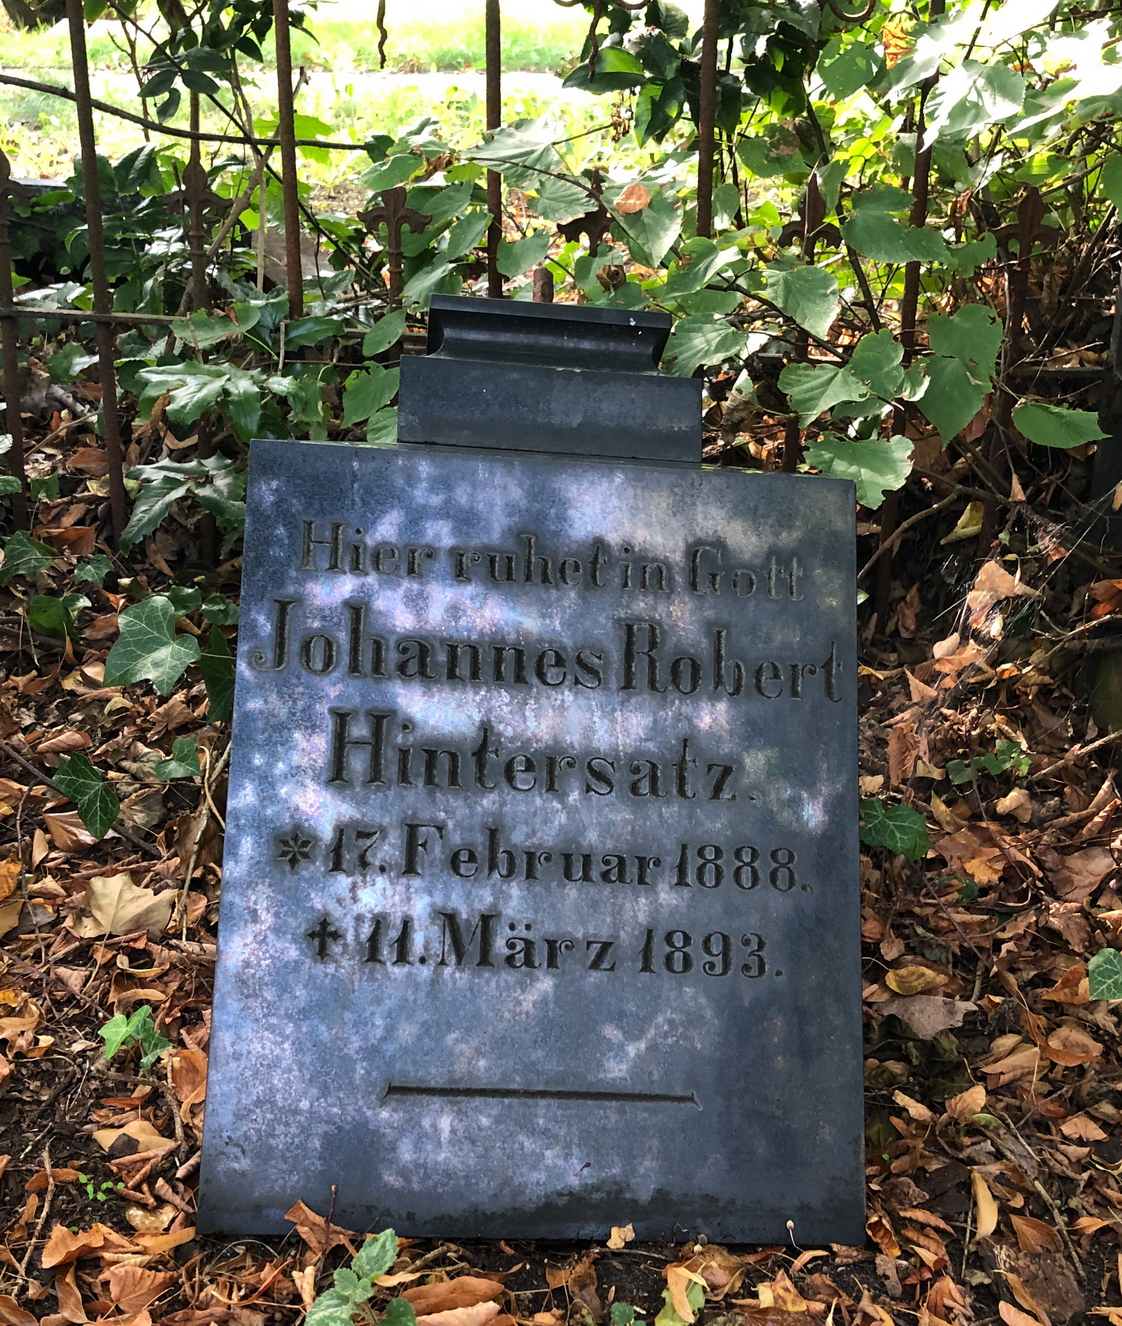 Hier ruhet in Gott
Johannes Robert
Hintersatz.
* 17. Februar 1888.
† 11. März 1893.